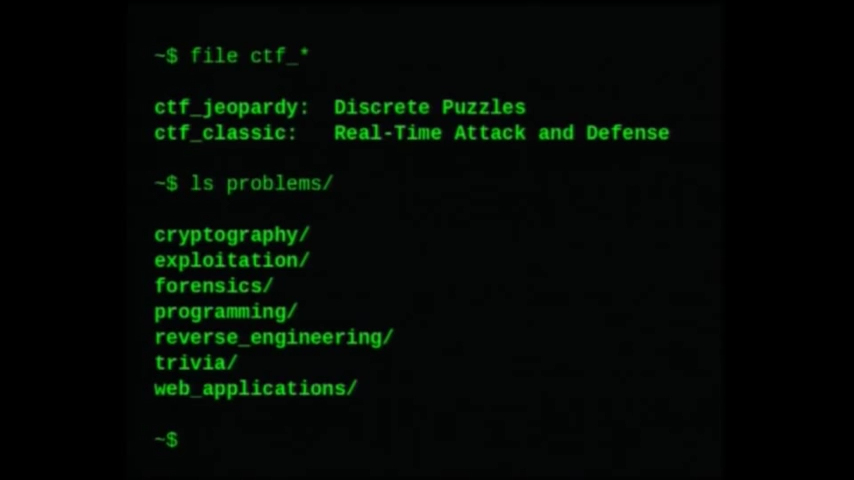 ~$ file ctf_*
ctf_jeopardy: Discrete Puzzles
ctf_classic: Real-Time Attack and Defense
~$ ls problems/
cryptography/
exploitation/
forensics/
programming/
reverse_engineering/
trivia/
web_applications/
~$